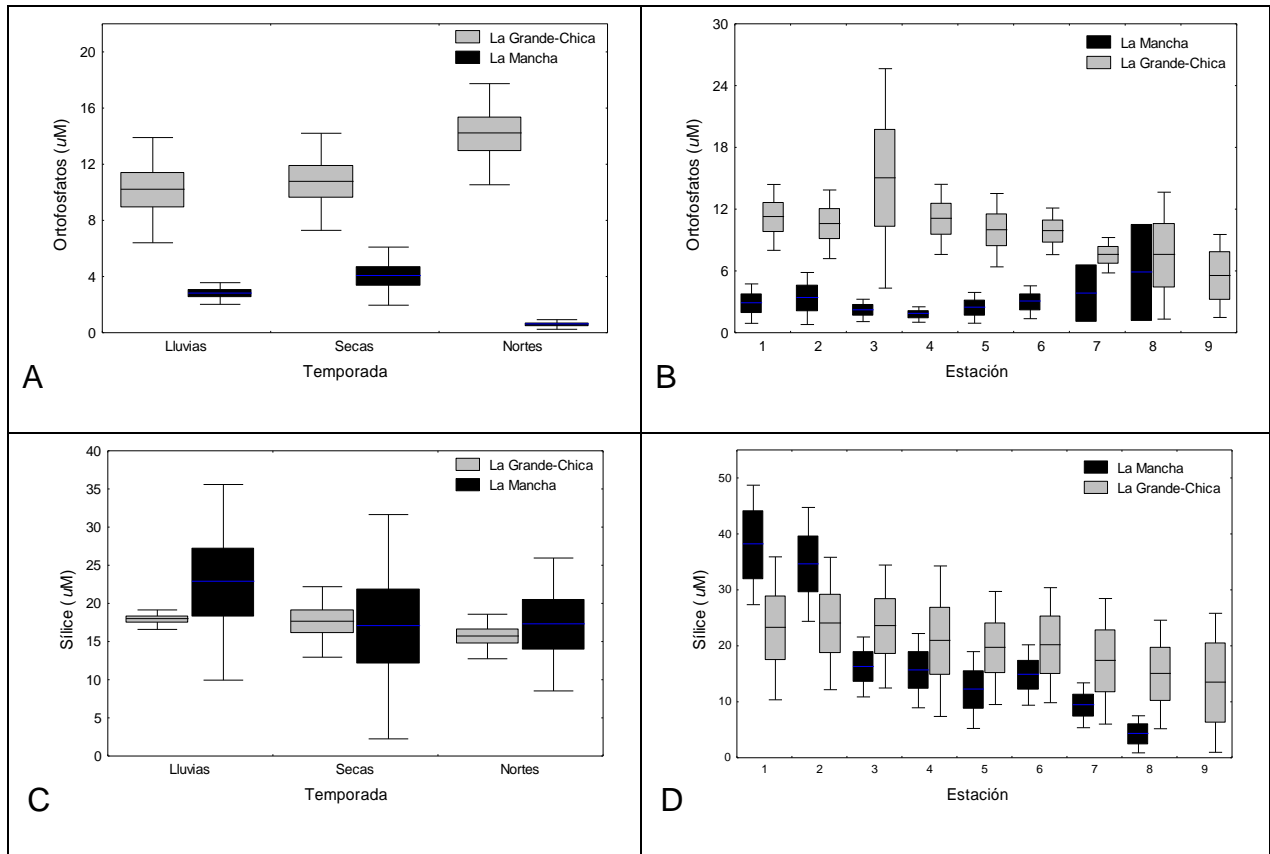 La Grande-Chica
La Mancha
Ortofosfatos (uM)
22
18
14
12
8
4
0
Lluvias Secas Nortes
Temporada
A
La Mancha
La Grande-Chica
Ortofosfatos (uM)
30
24
18
12
6
0
1 2 3 4 5 6 7 8 9
Estación
B
La Grande-Chica
La Mancha
Sílice (uM)
40
35
30
25
20
15
10
5
0
Lluvias Secas Nortes
Temporada
C
La Mancha
La Grande-Chica
Sílice (uM)
50
40
30
20
10
0
1 2 3 4 5 6 7 8 9
Estación
D